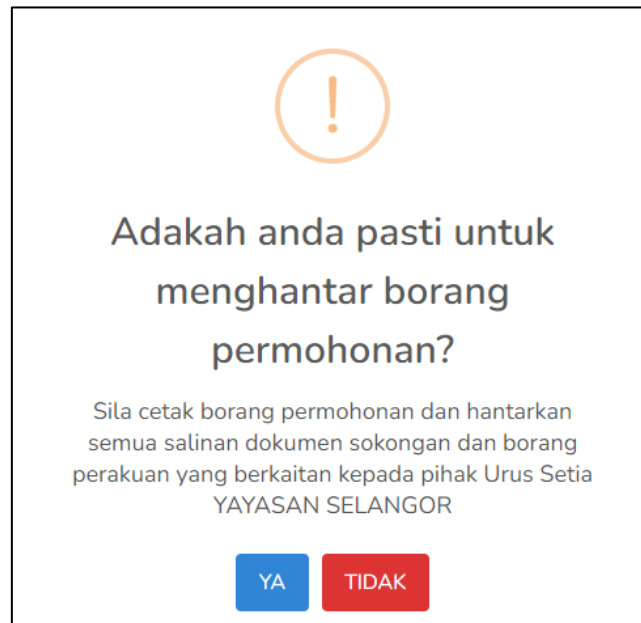 !
Adakah anda pasti untuk
menghantar borang
permohonan?
Sila cetak borang permohonan dan hantarkan
semua salinan dokumen sokongan dan borang
perakuan yang berkaitan kepada pihak Urus Setia
YAYASAN SELANGOR
YA TIDAK